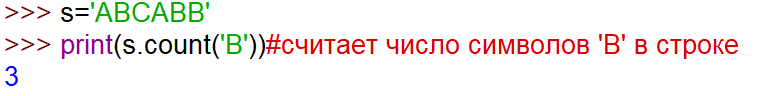 >>> s='ABCABB'
>>> print(s.count('B'))#считает число символов 'B' в строке
3